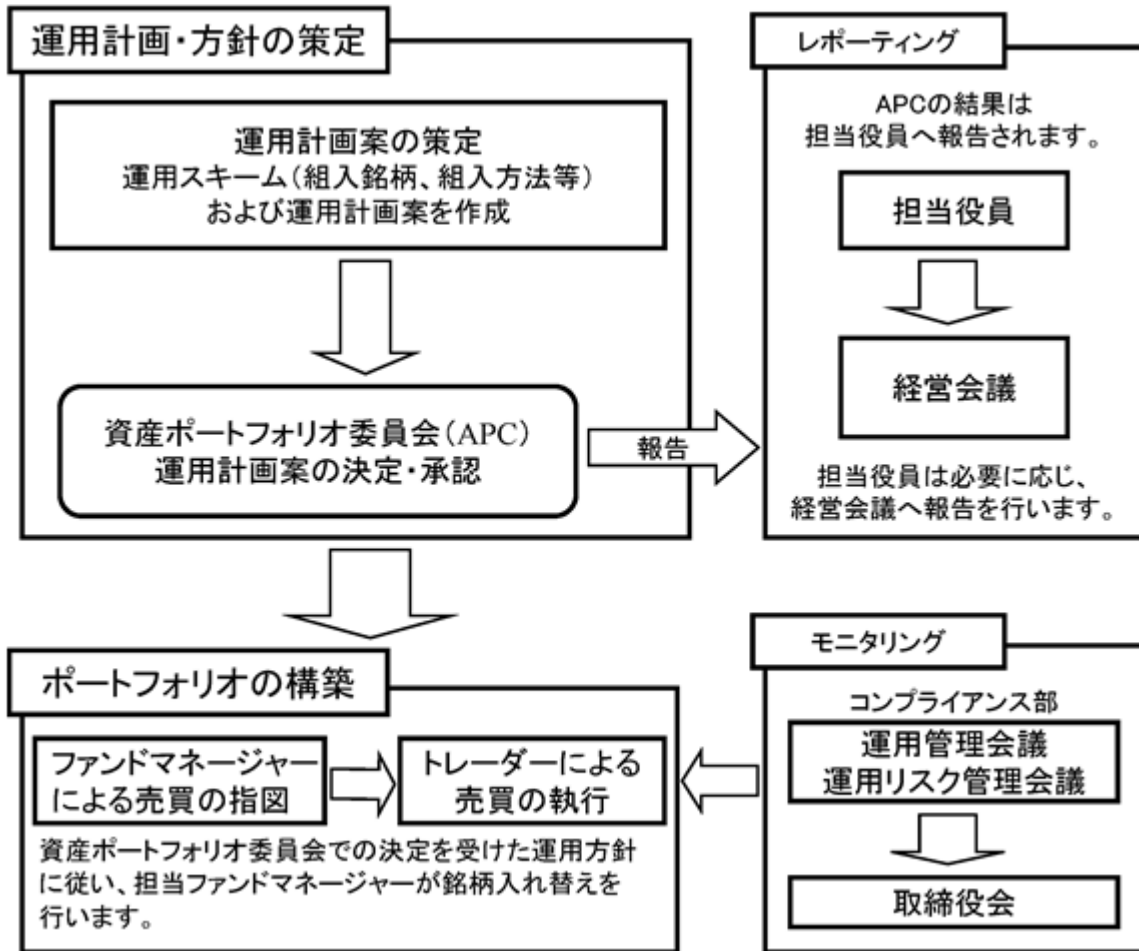 運用計画・方針の策定
運用計画案の策定
運用スキーム(組入銘柄、組入方法等)
および運用計画案を作成
資産ポートフォリオ委員会(APC)
運用計画案の決定・承認
報告
レポーティング
APCの結果は
担当役員へ報告されます。
担当役員
経営会議
担当役員は必要に応じ、
経営会議へ報告を行います。
ポートフォリオの構築
ファンドマネージャー
による売買の指図
トレーダーによる
売買の執行
資産ポートフォリオ委員会での決定を受けた運用方針
に従い、担当ファンドマネージャーが銘柄入れ替えを
行います。
モニタリング
コンプライアンス部
運用管理会議
運用リスク管理会議
取締役会